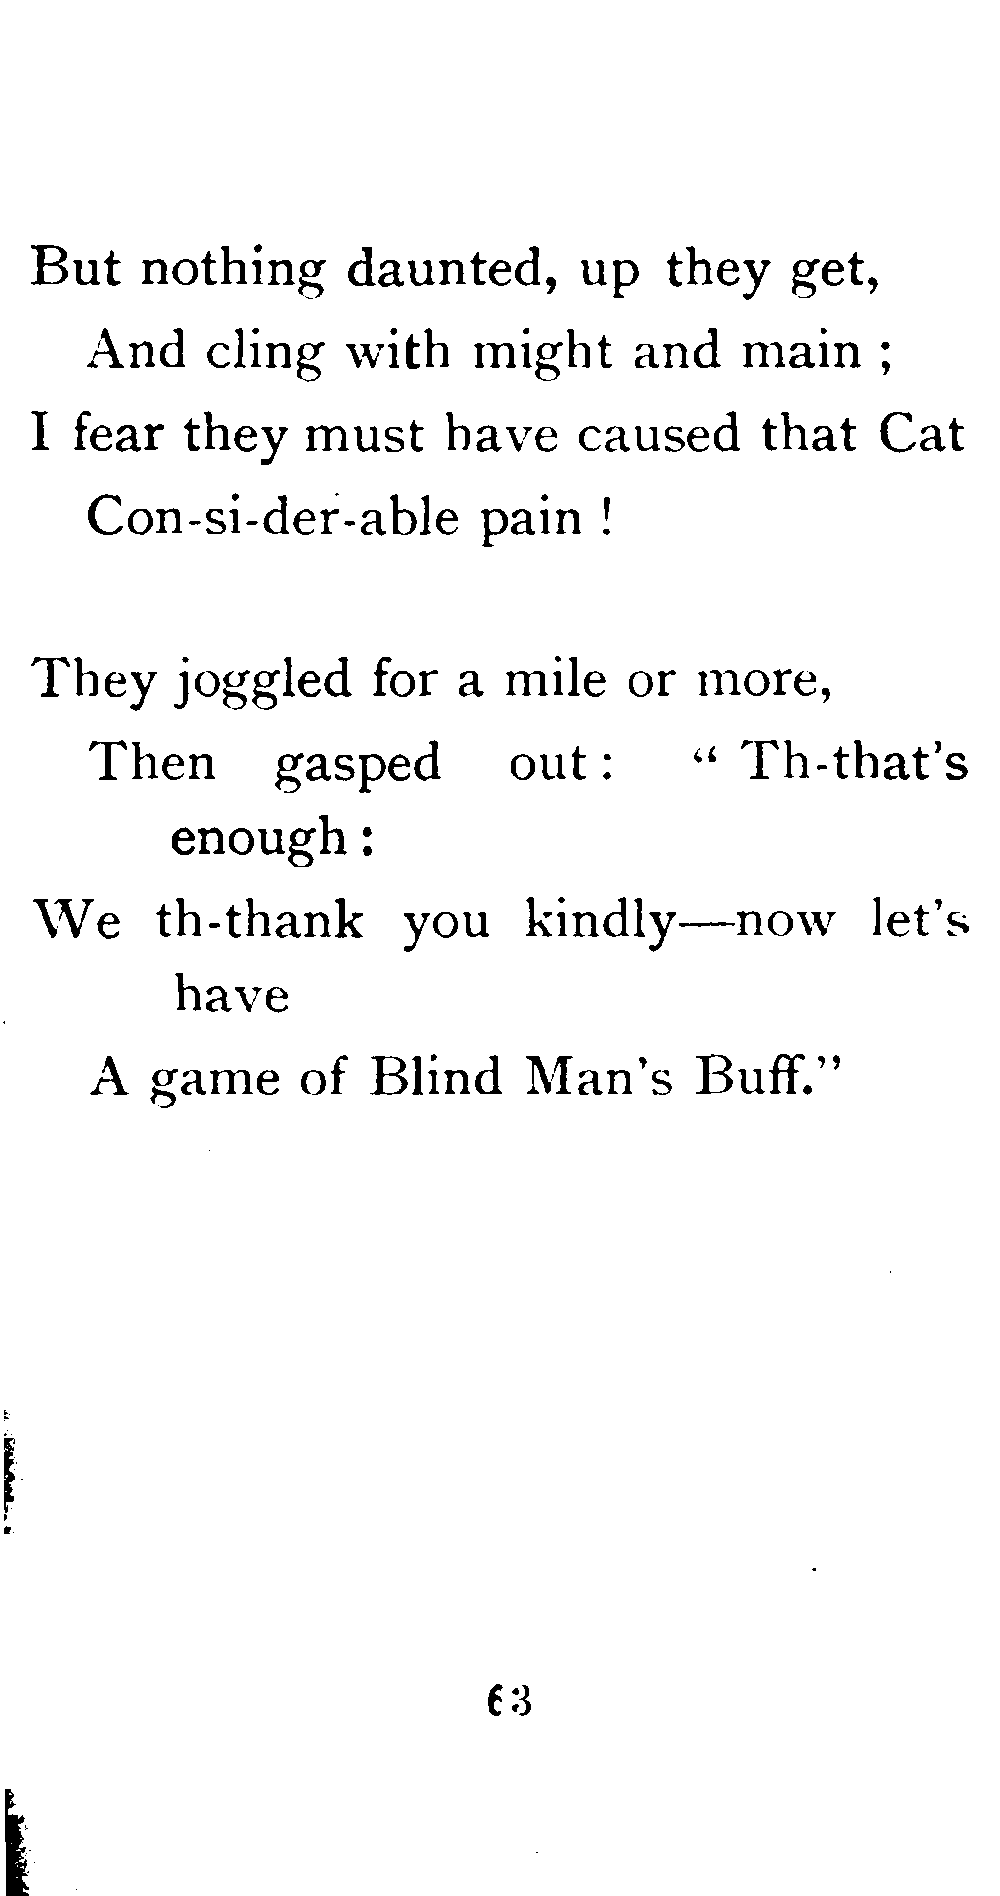 But nothing daunted, up they get,
And cling with might and main ;
I fear they must have caused that Cat
Con-si-der-able pain !
They joggled for a mile or more,
Then gasped out : “ Th-that's
enough :
We th-thank you kindly—now let's
have
A game of Blind Man's Buff.”
63